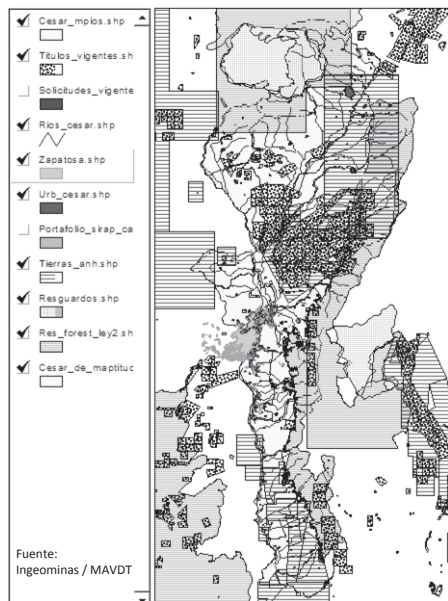 Cesar_mpios.shp
Titulos_vigentes.sh
Solicitudes_vigente
Rios_cesar.shp
Zapatosa.shp
Urb_cesar.shp
Portafolio_sirap_ca
Tierras_anh.shp
Resguardos.shp
Res_forest_ley2.sh
Cesar_de_maptituc
Fuente:
Ingeominas / MAVDT